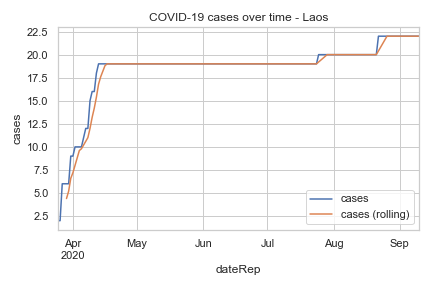 COVID-19 cases over time - Laos
22.5
20.0
17.5
15.0
12.5
10.0
7.5
5.0
2.5
cases
Apr
2020
May
Jun
Jul
Aug
Sep
dateRep
cases
cases (rolling)